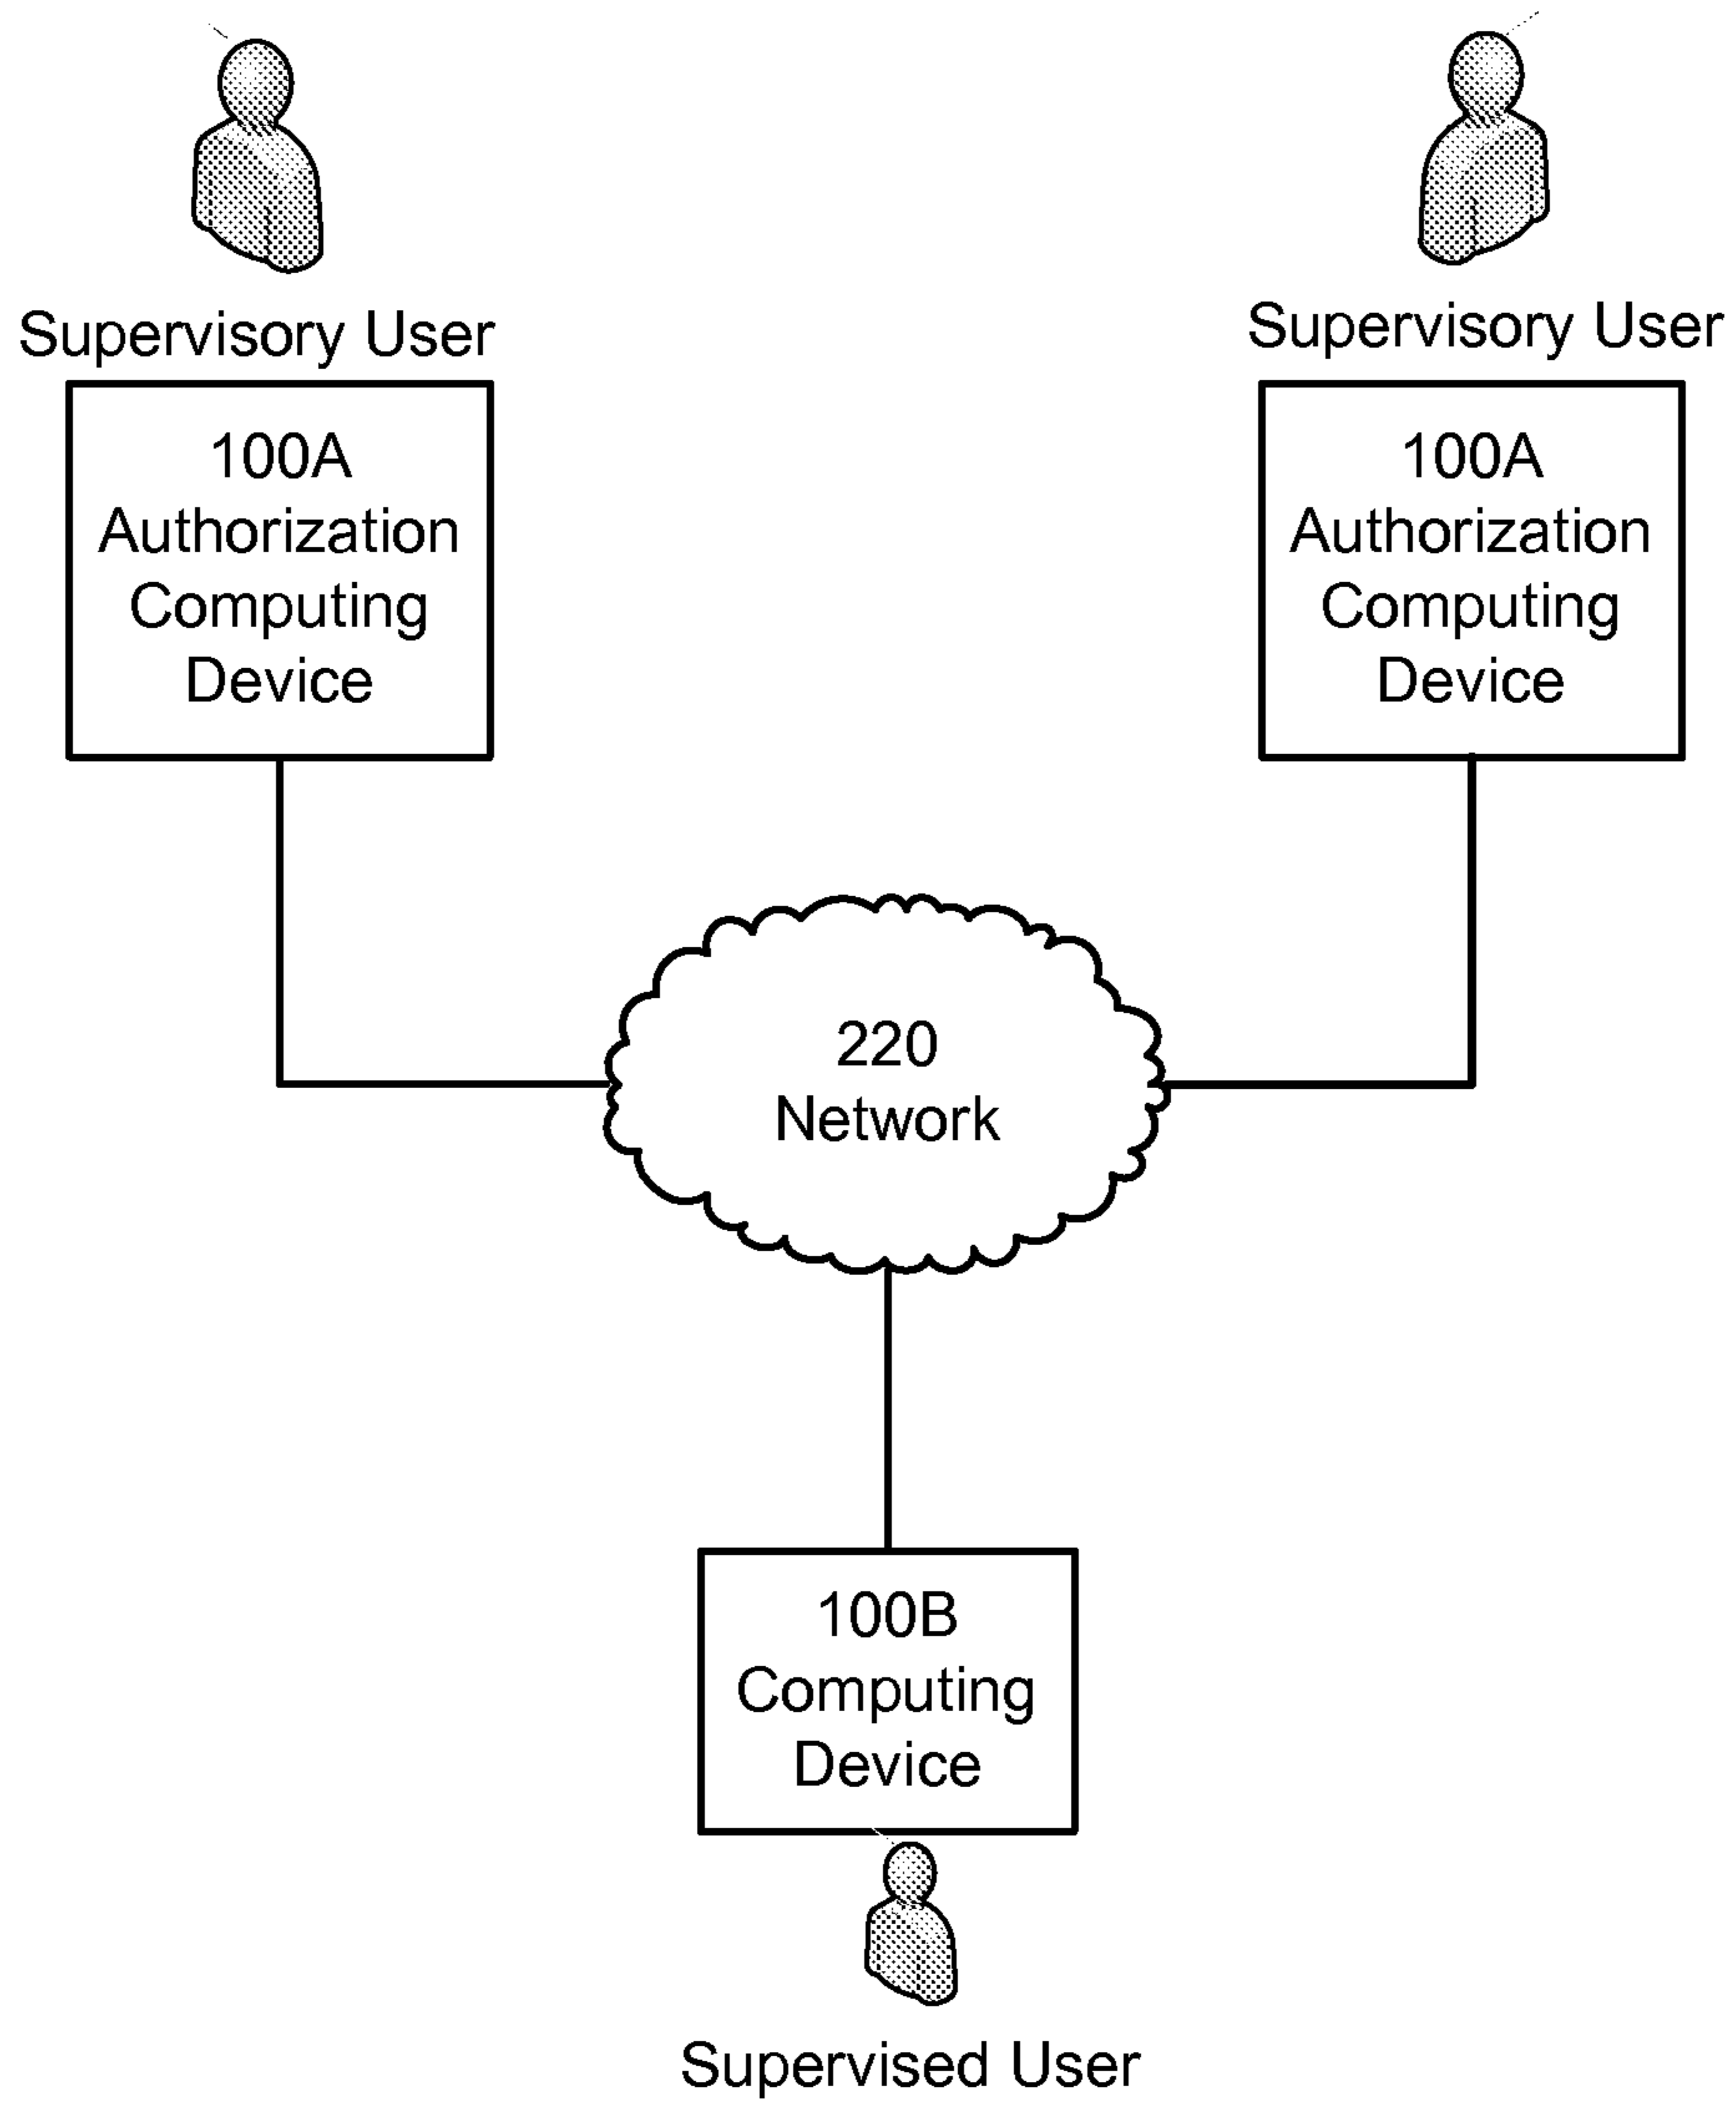 Supervisory User
Supervisory User
100A
Authorization
Computing
Device
100A
Authorization
Computing
Device
220
Network
100B
Computing
Device
Supervised User